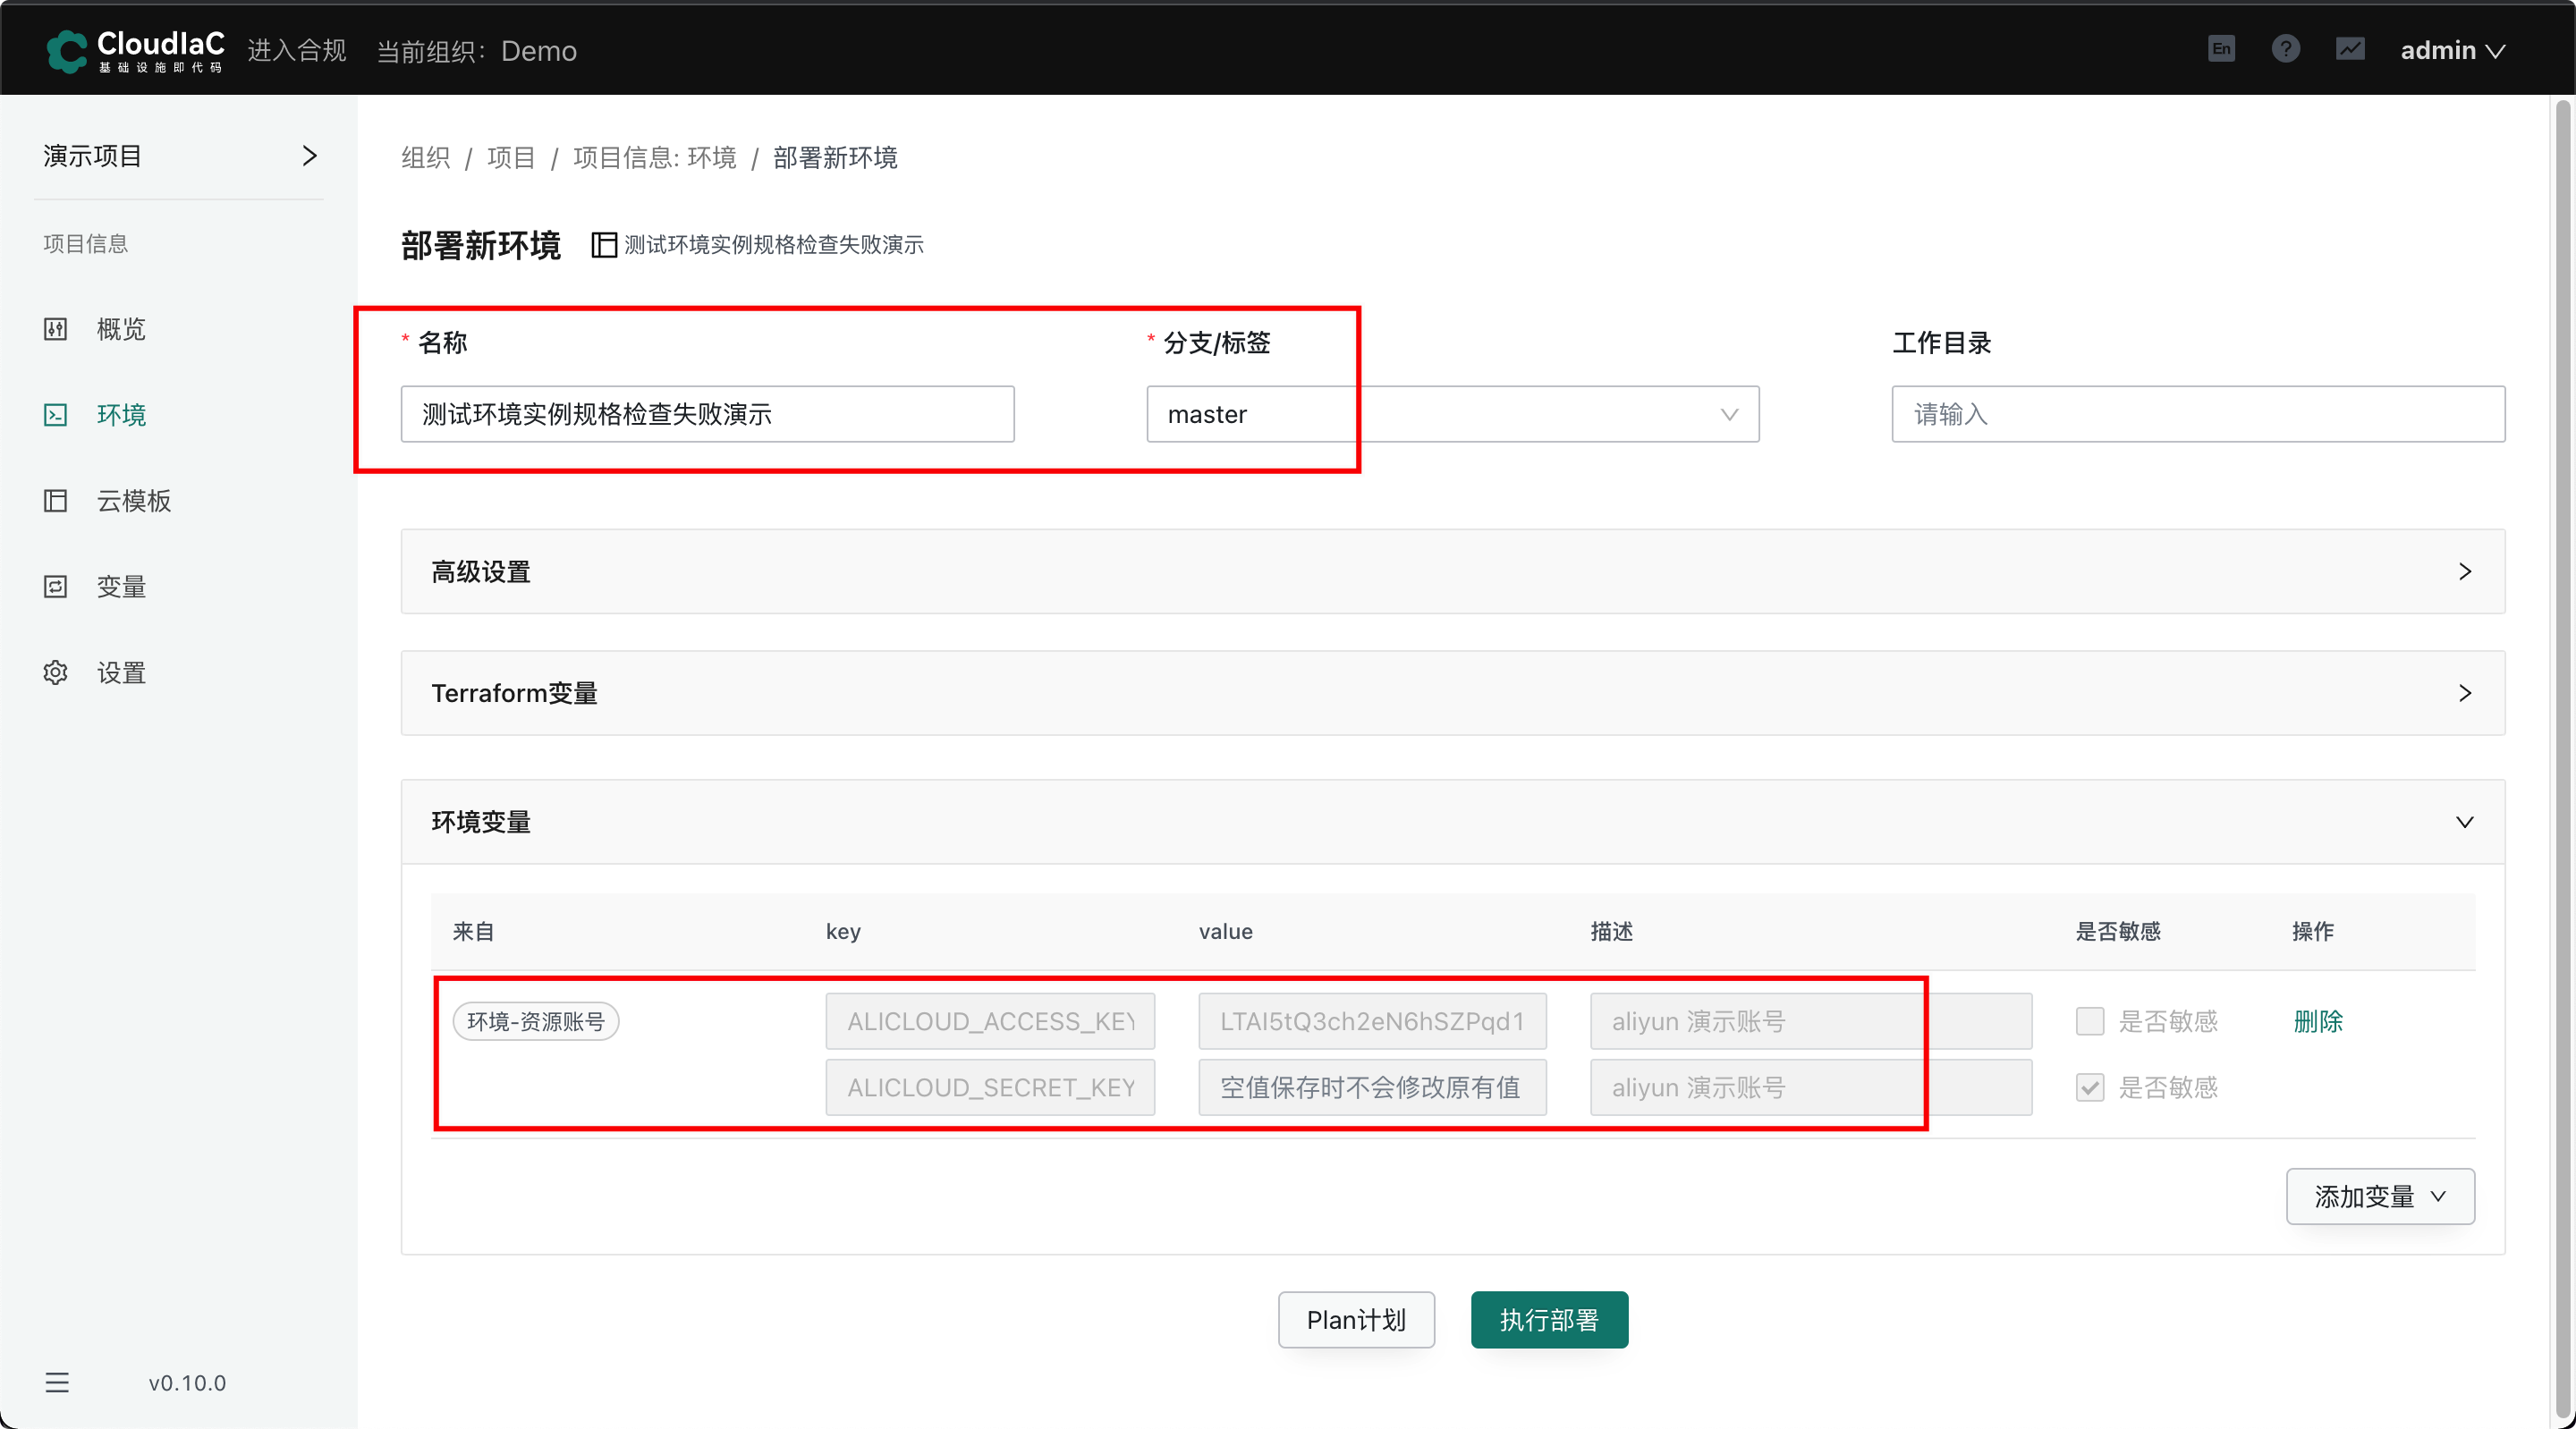 CloudIaC
基础设施即代码
进入合规
当前组织： Demo
En
admin
演示项目
项目信息
概览
环境
云模板
变量
设置
v0.10.0
组织 / 项目 / 项目信息: 环境 / 部署新环境
部署新环境 测试环境实例规格检查失败演示
* 名称
测试环境实例规格检查失败演示
* 分支/标签
master
工作目录
请输入
高级设置
Terraform变量
环境变量
来自 key value 描述 是否敏感 操作
环境-资源账号 ALICLOUD_ACCESS_KEY LTAI5tQ3ch2eN6hSZPqd1 aliyun 演示账号 是否敏感 删除
ALICLOUD_SECRET_KEY 空值保存时不会修改原有值 aliyun 演示账号 是否敏感
添加变量
Plan计划 执行部署